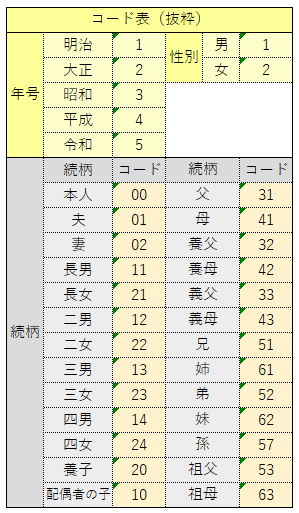 コード表（抜粋）
年号 明治 1 性別 男 1
大正 2 女 2
昭和 3
平成 4
令和 5
続柄 続柄 コード 続柄 コード
本人 00 父 31
夫 01 母 41
妻 02 養父 32
長男 11 養母 42
長女 21 義父 33
二男 12 義母 43
二女 22 兄 51
三男 13 姉 61
三女 23 弟 52
四男 14 妹 62
四女 24 孫 57
養子 20 祖父 53
配偶者の子 10 祖母 63